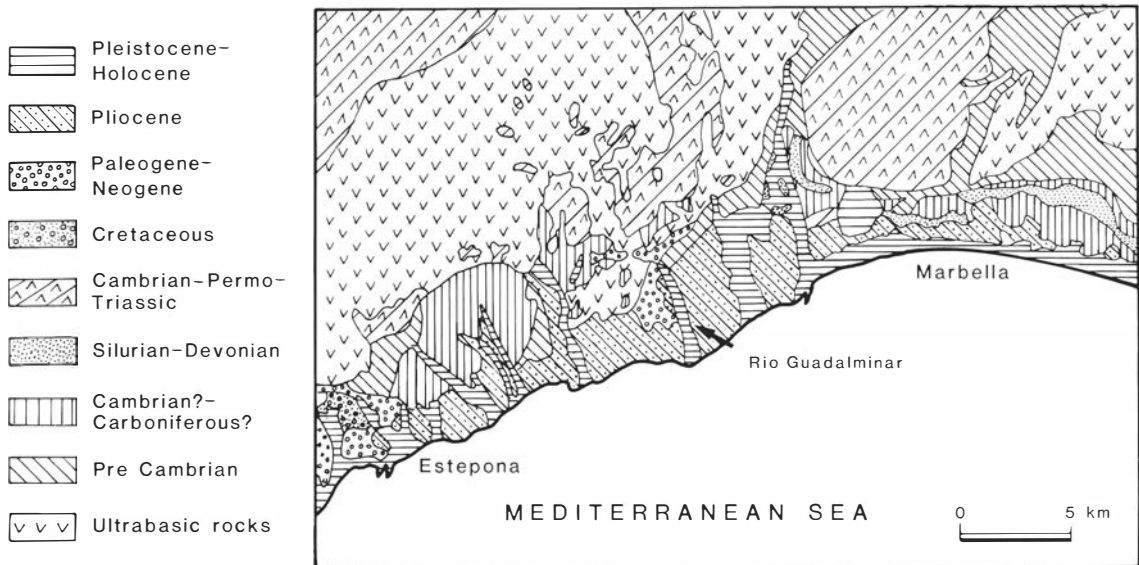 Pleistocene-
Holocene
Pliocene
Paleogene-
Neogene
Cretaceous
Cambrian-Permo-
Triassic
Silurian-Devonian
Cambrian?-
Carboniferous?
Pre Cambrian
Ultrabasic rocks
Marbella
Rio Guadalminar
Estepona
MEDITERRANEAN SEA
0 5 km